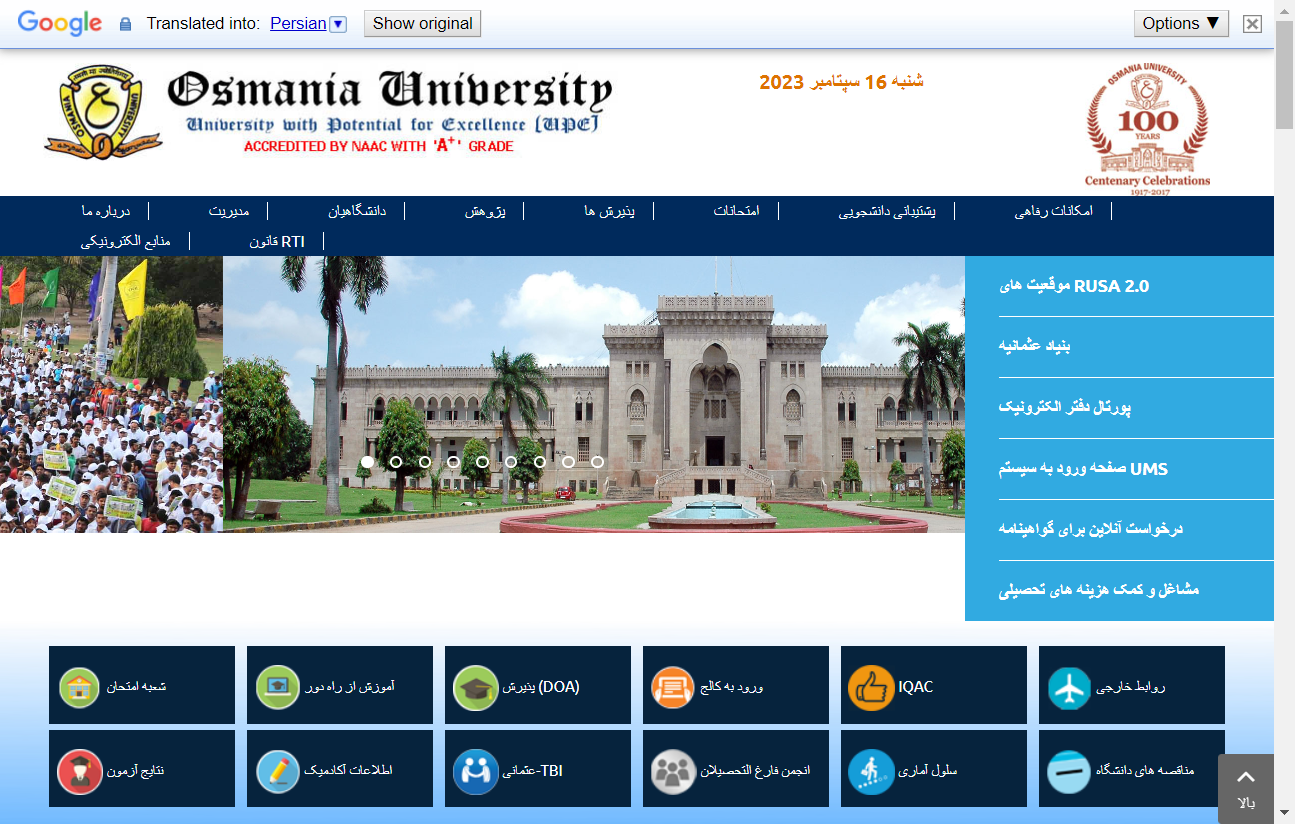 Google Translated into: Persian Show original Options ▼
Osmania University
University with Potential for Excellence [UPE]
ACCREDITED BY NAAC WITH 'A+' GRADE
شنبه 16 سپتامبر 2023
OSMANIA UNIVERSITY
100
YEARS
Centenary Celebrations
1917-2017
درباره ما
مدیریت
دانشگاهیان
پژوهش
پذیرش ها
امتحانات
پشتیبانی دانشجویی
امکانات رفاهی
منابع الکترونیکی
قانون RTI
موقعیت های RUSA 2.0
بنیاد عثمانیه
پورتال دفتر الکترونیک
صفحه ورود به سیستم UMS
درخواست آنلاین برای گواهینامه
مشاغل و کمک هزینه های تحصیلی
شعبه امتحان
آموزش از راه دور
پذیرش (DOA)
ورود به کالج
IQAC
روابط خارجی
نتایج آزمون
اطلاعات آکادمیک
عثمانی-TBI
انجمن فارغ التحصیلان
سلول آماری
مناقصه های دانشگاه
بالا